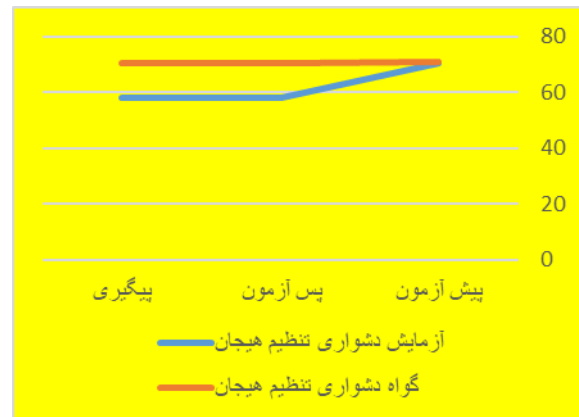 80
60
40
20
0
پیش آزمون
پس آزمون
پیگیری
آزمایش دشواری تنظیم هیجان
گواه دشواری تنظیم هیجان